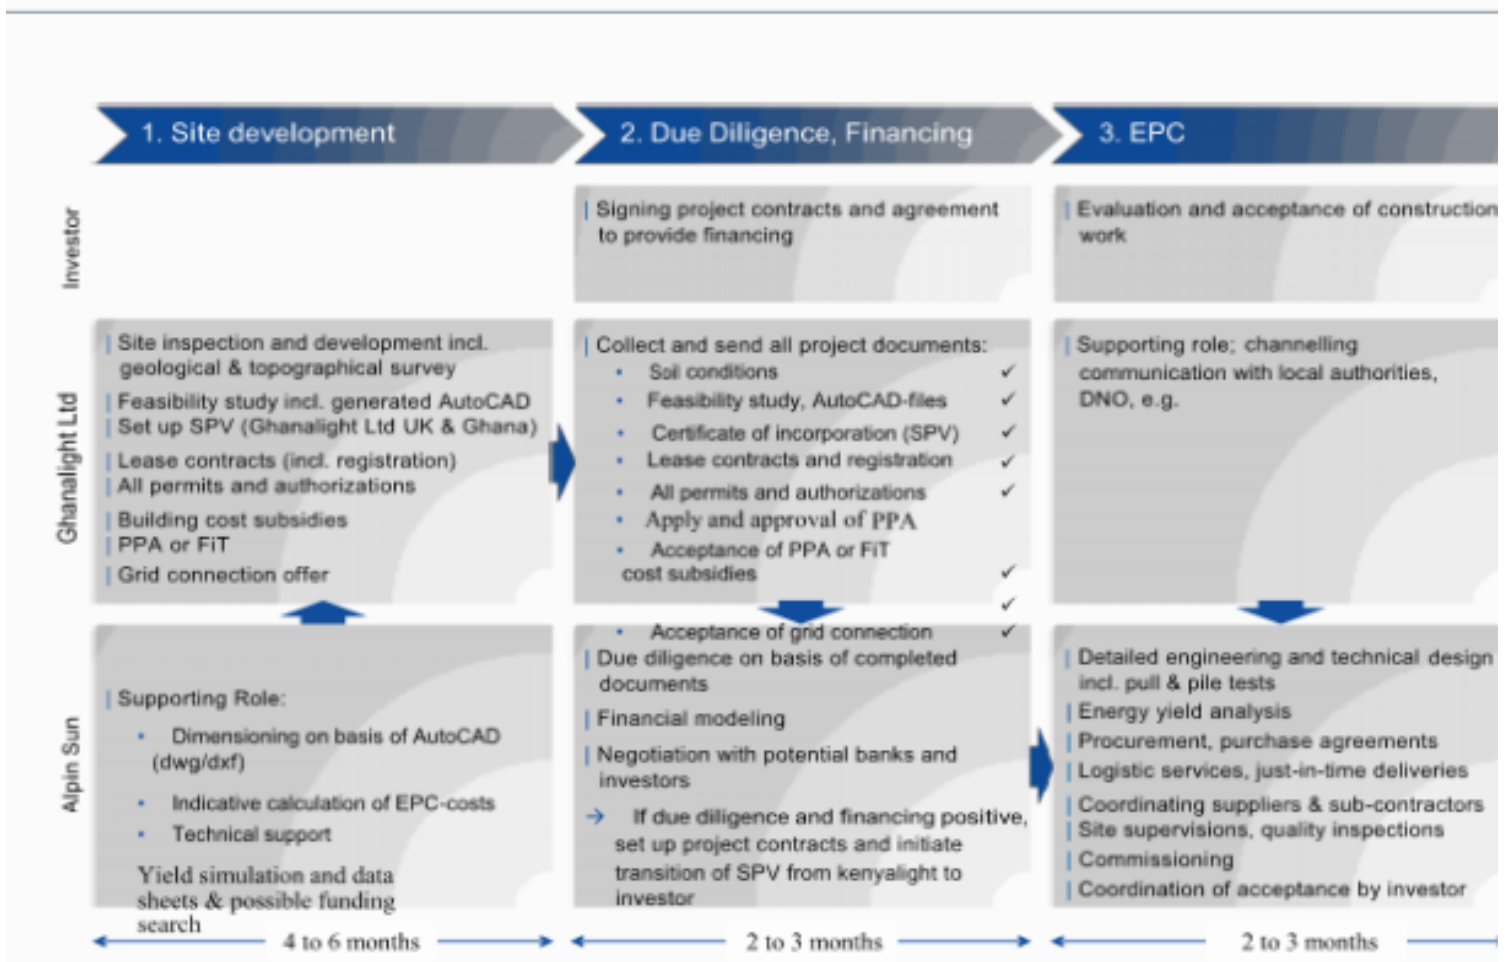 1. Site development
2. Due Diligence, Financing
3. EPC
Investor
Signing project contracts and agreement
to provide financing
Evaluation and acceptance of construction
work
Ghanalight Ltd
Site inspection and development incl.
geological & topographical survey
Feasibility study incl. generated AutoCAD
Set up SPV (Ghanalight Ltd UK & Ghana)
Lease contracts (incl. registration)
All permits and authorizations
Building cost subsidies
PPA or FiT
Grid connection offer
Collect and send all project documents:
• Soil conditions ✓
• Feasibility study, AutoCAD-files ✓
• Certificate of incorporation (SPV) ✓
• Lease contracts and registration ✓
• All permits and authorizations ✓
• Apply and approval of PPA
• Acceptance of PPA or FiT
cost subsidies ✓
✓
• Acceptance of grid connection ✓
Supporting role; channelling
communication with local authorities,
DNO, e.g.
Alpin Sun
Supporting Role:
• Dimensioning on basis of AutoCAD
(dwg/dxf)
• Indicative calculation of EPC-costs
• Technical support
Yield simulation and data
sheets & possible funding
search
Due diligence on basis of completed
documents
Financial modeling
Negotiation with potential banks and
investors
→ If due diligence and financing positive,
set up project contracts and initiate
transition of SPV from kenyalight to
investor
Detailed engineering and technical design
incl. pull & pile tests
Energy yield analysis
Procurement, purchase agreements
Logistic services, just-in-time deliveries
Coordinating suppliers & sub-contractors
Site supervisions, quality inspections
Commissioning
Coordination of acceptance by investor
4 to 6 months
2 to 3 months
2 to 3 months